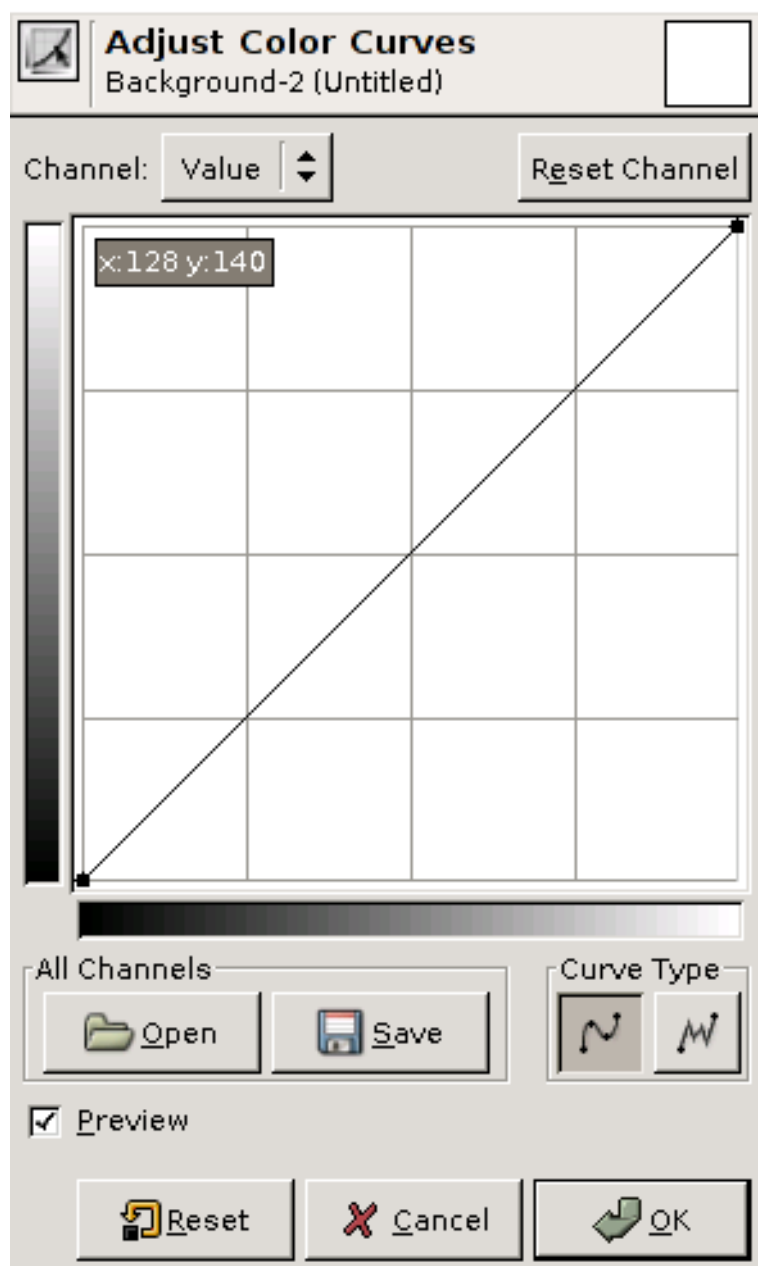 Adjust Color Curves
Background-2 (Untitled)
Channel: Value Reset Channel
x:128 y:140
All Channels Curve Type
Open Save
Preview
Reset Cancel OK